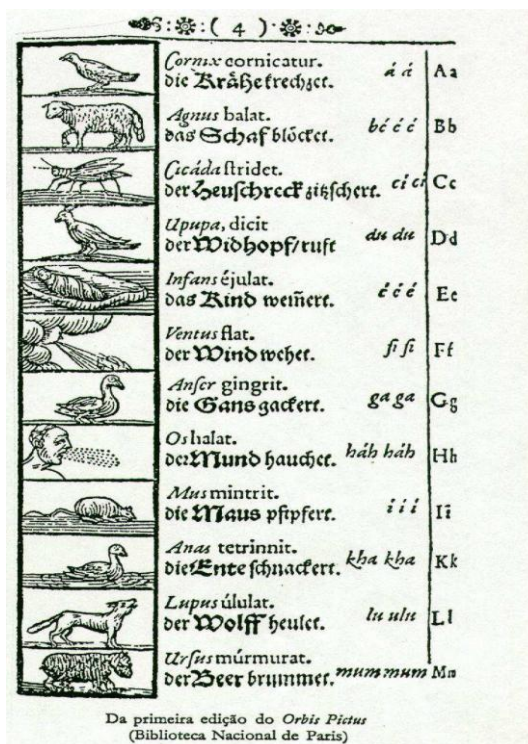 ( 4 )
Cornix cornicatur. á á Aa
die Krähe krechzet.
Agnus balat. bé é é Bb
das Schaf blöcket.
Cicáda stridet. cí cí Cc
der Heuschreck zitschert.
Upupa, dicit du du Dd
der Widhopf/ ruft
Infans éjulat. é é é Ee
das Kind weim̃ert.
Ventus flat. fi fi Ff
der Wind wehet.
Anser gingrit. ga ga Gg
die Gans gackert.
Os halat. háh háh Hh
der Mund hauchet.
Mus mintrit. í í í Ii
die Maus pfipfert.
Anas tetrinnit. kha kha Kk
die Ente schnackert.
Lupus úlulat. lu ulu Ll
der Wolff heulet.
Ursus múrmurat. mum mum Mm
der Beer brummet.
Da primeira edição do Orbis Pictus
(Biblioteca Nacional de Paris)